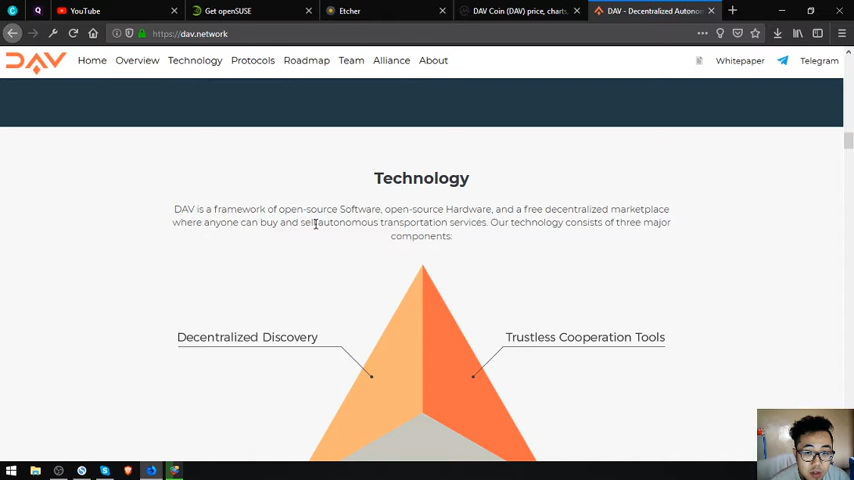 YouTube
Get openSUSE
Etcher
DAV Coin (DAV) price, charts,
DAV - Decentralized Autono
https://dav.network
DAV
Home
Overview
Technology
Protocols
Roadmap
Team
Alliance
About
Whitepaper
Telegram
Technology
DAV is a framework of open-source Software, open-source Hardware, and a free decentralized marketplace
where anyone can buy and sell autonomous transportation services. Our technology consists of three major
components:
Decentralized Discovery
Trustless Cooperation Tools